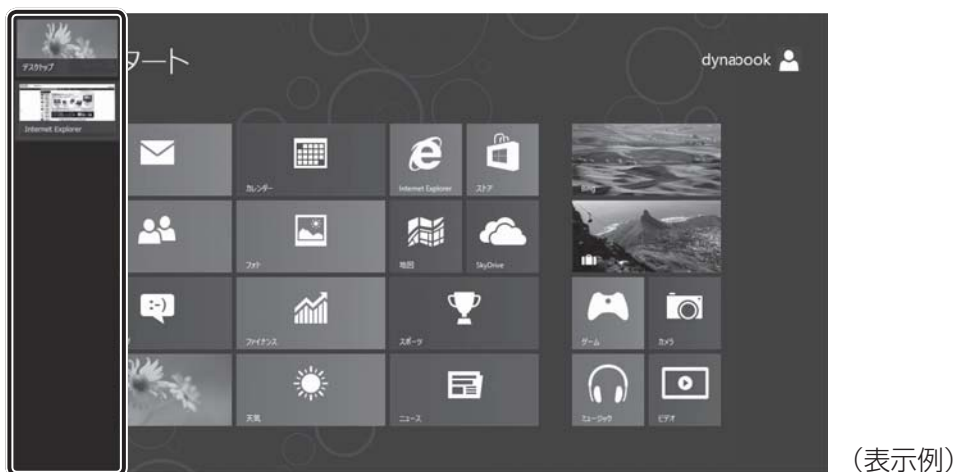 デスクトップ
Internet Explorer
タート
dynabook
カレンダー
Internet Explorer
ストア
Bing
フォト
地図
SkyDrive
ファイナンス
スポーツ
ゲーム
カメラ
天気
ニュース
ミュージック
ビデオ
（表示例）